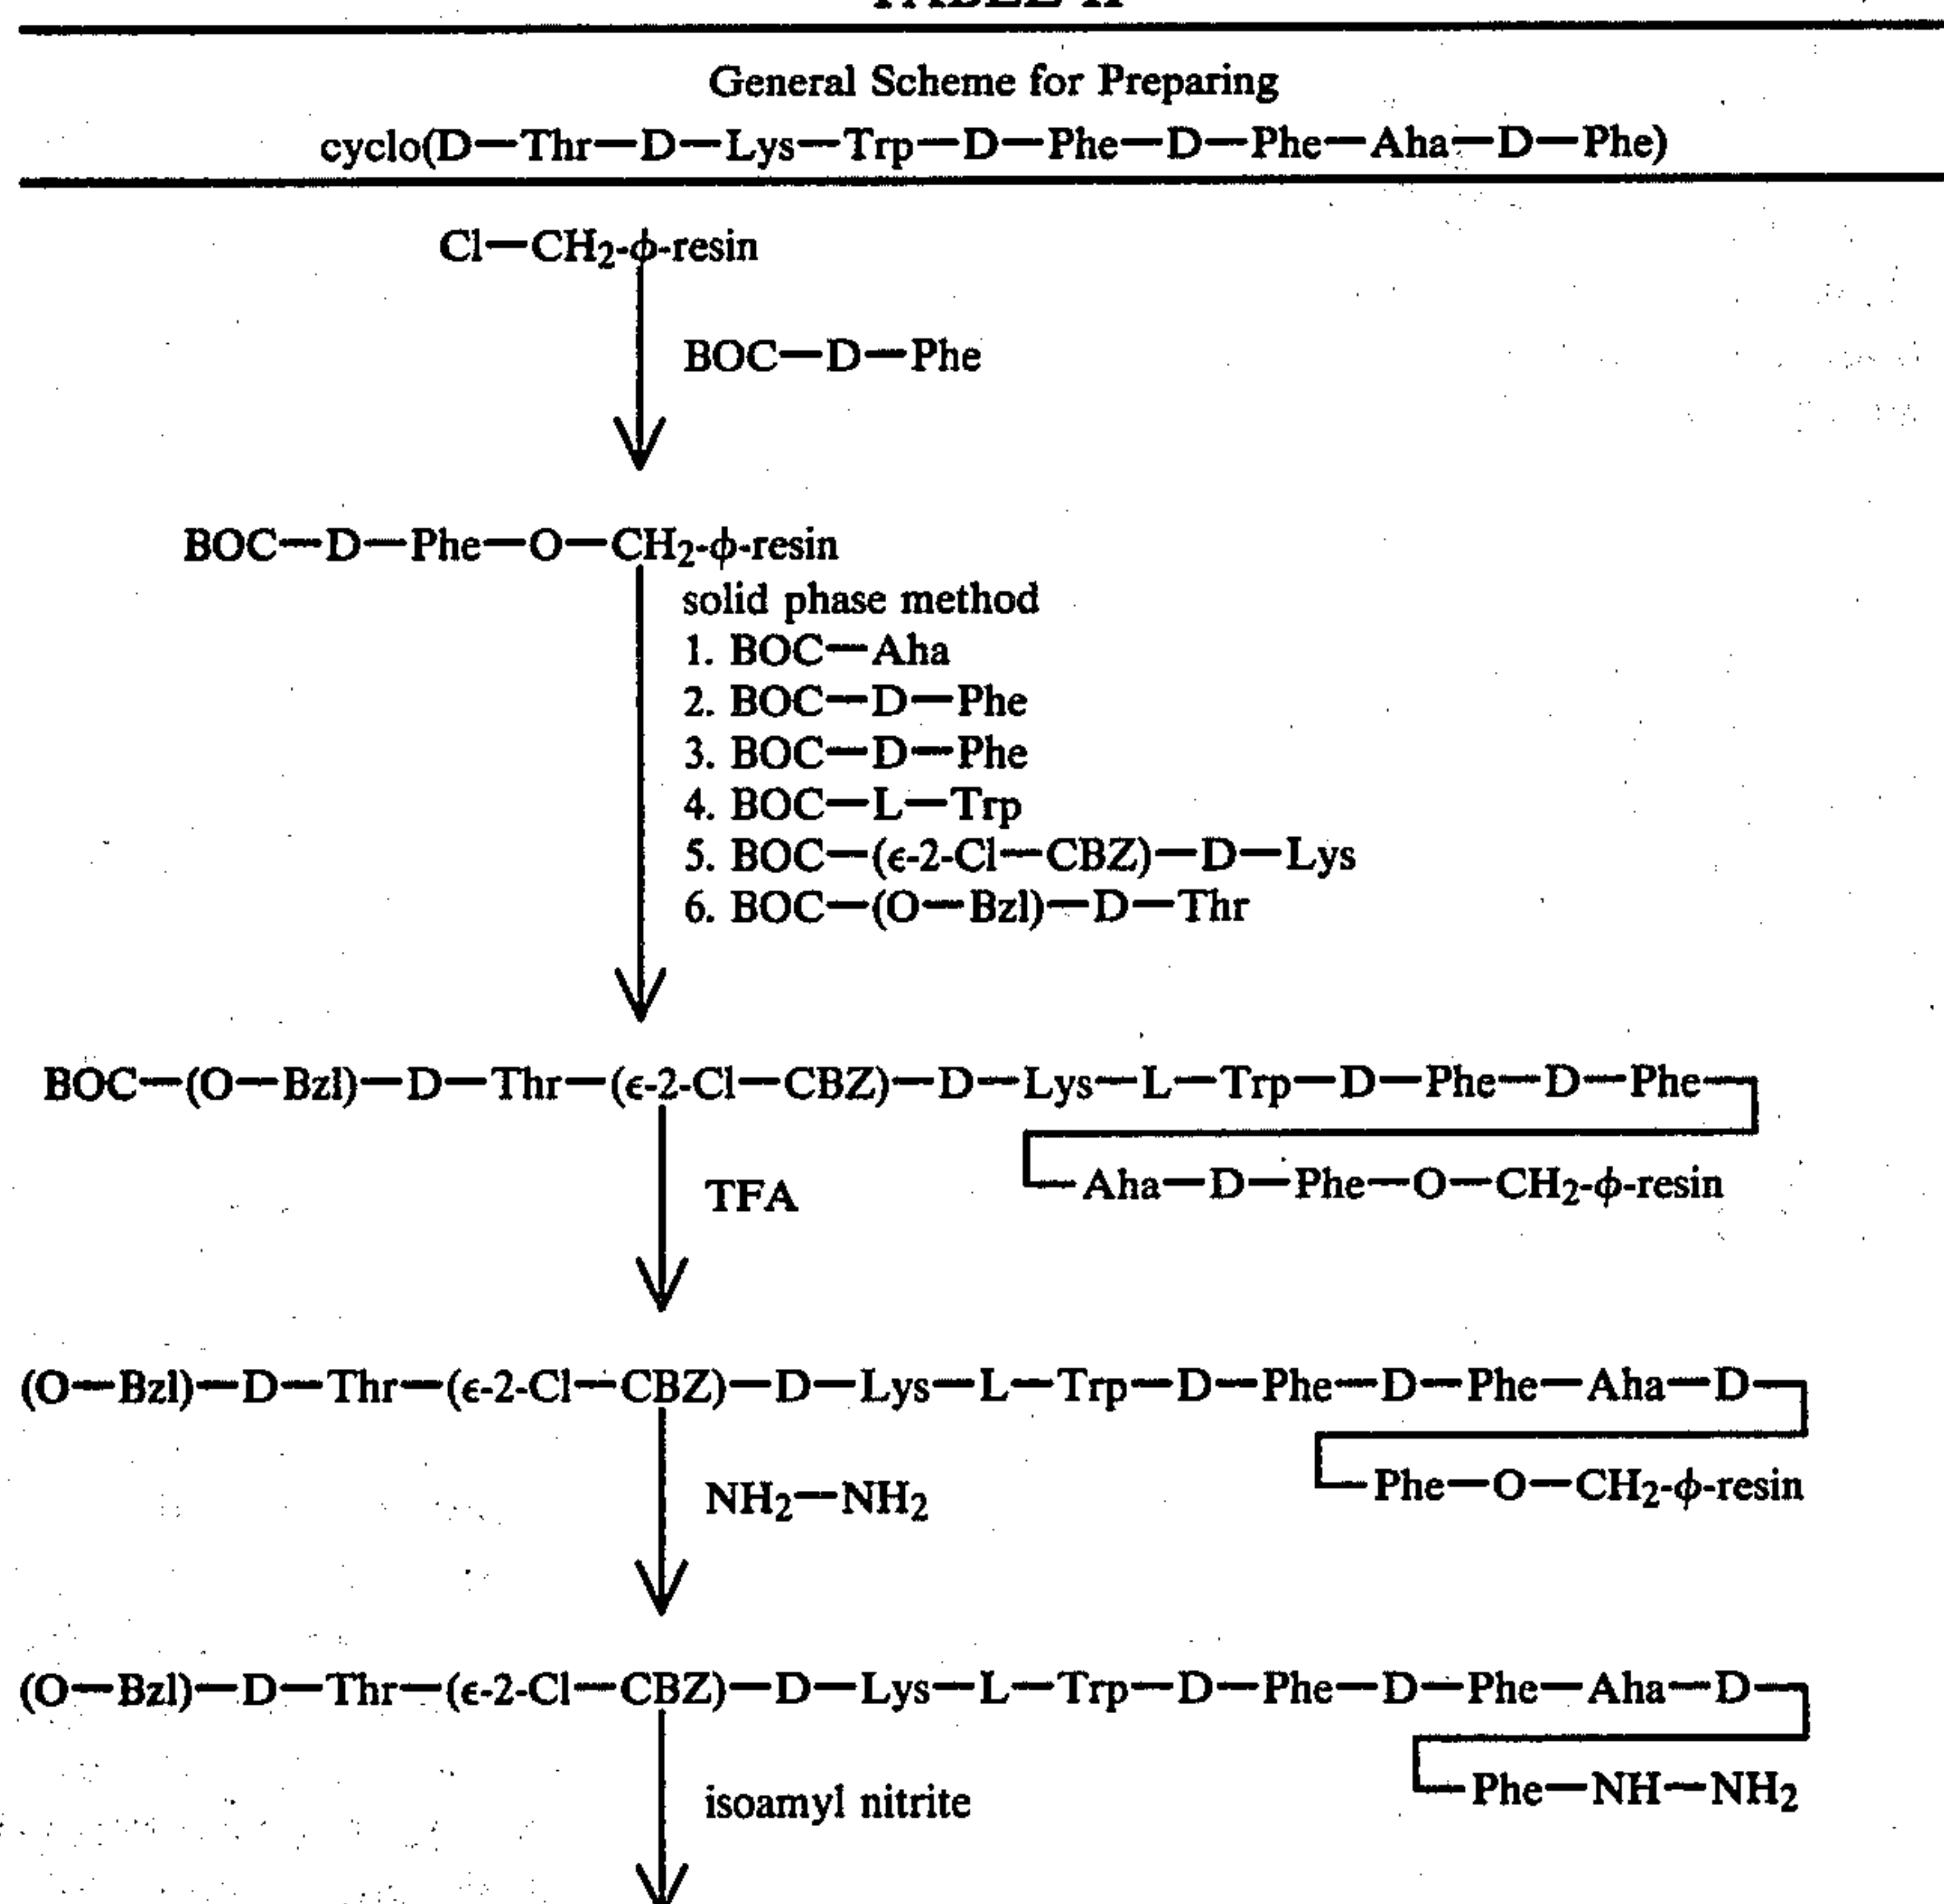 General Scheme for Preparing
cyclo(D—Thr—D—Lys—Trp—D—Phe—D—Phe—Aha—D—Phe)
Cl—CH2-ϕ-resin
BOC—D—Phe
BOC—D—Phe—O—CH2-ϕ-resin
solid phase method
1. BOC—Aha
2. BOC—D—Phe
3. BOC—D—Phe
4. BOC—L—Trp
5. BOC—(ϵ-2-Cl—CBZ)—D—Lys
6. BOC—(O—Bzl)—D—Thr
BOC—(O—Bzl)—D—Thr—(ϵ-2-Cl—CBZ)—D—Lys—L—Trp—D—Phe—D—Phe—
—Aha—D—Phe—O—CH2-ϕ-resin
TFA
(O—Bzl)—D—Thr—(ϵ-2-Cl—CBZ)—D—Lys—L—Trp—D—Phe—D—Phe—Aha—D—
—Phe—O—CH2-ϕ-resin
NH2—NH2
(O—Bzl)—D—Thr—(ϵ-2-Cl—CBZ)—D—Lys—L—Trp—D—Phe—D—Phe—Aha—D—
—Phe—NH—NH2
isoamyl nitrite